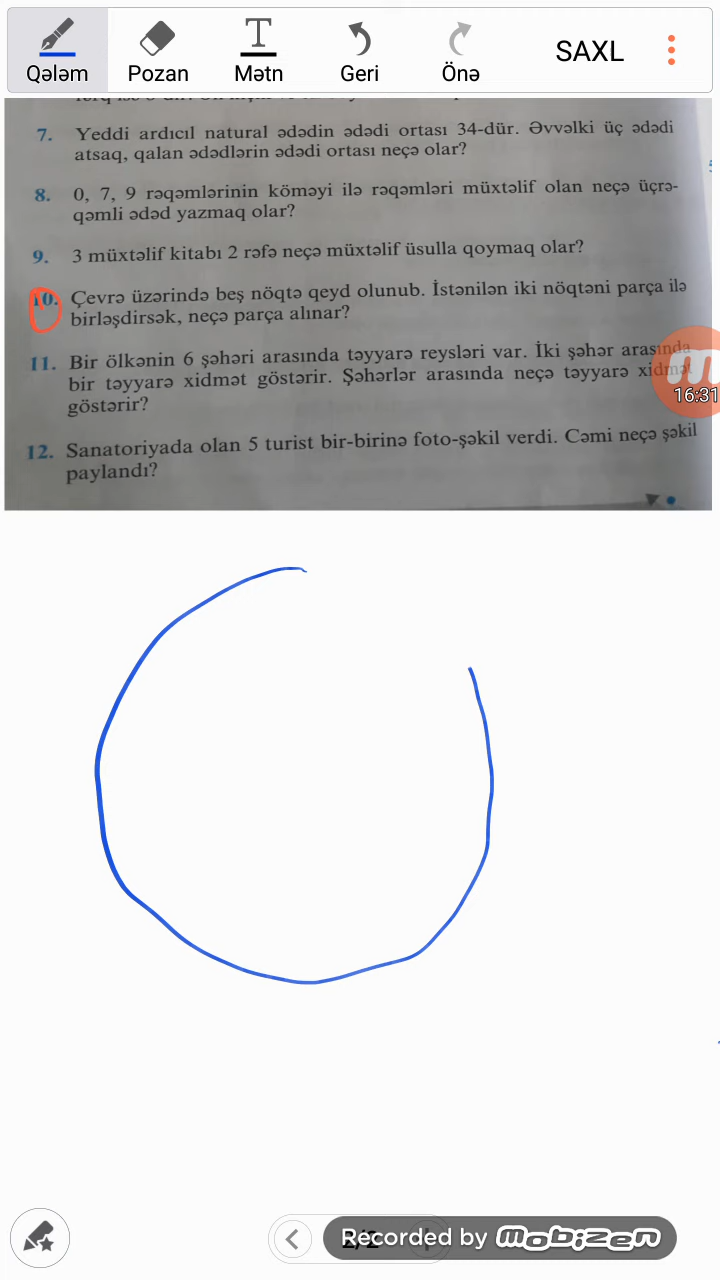 Qələm Pozan Mətn Geri Önə SAXL
7. Yeddi ardıcıl natural ədədin ədədi ortası 34-dür. Əvvəlki üç ədədi
atsaq, qalan ədədlərin ədədi ortası neçə olar?
8. 0, 7, 9 rəqəmlərinin köməyi ilə rəqəmləri müxtəlif olan neçə üçrə-
qəmli ədəd yazmaq olar?
9. 3 müxtəlif kitabı 2 rəfə neçə müxtəlif üsulla qoymaq olar?
10. Çevrə üzərində beş nöqtə qeyd olunub. İstənilən iki nöqtəni parça ilə
birləşdirsək, neçə parça alınar?
11. Bir ölkənin 6 şəhəri arasında təyyarə reysləri var. İki şəhər arasında
bir təyyarə xidmət göstərir. Şəhərlər arasında neçə təyyarə xidmət
göstərir?
16:31
12. Sanatoriyada olan 5 turist bir-birinə foto-şəkil verdi. Cəmi neçə şəkil
paylandı?
2/2
Recorded by mobizen